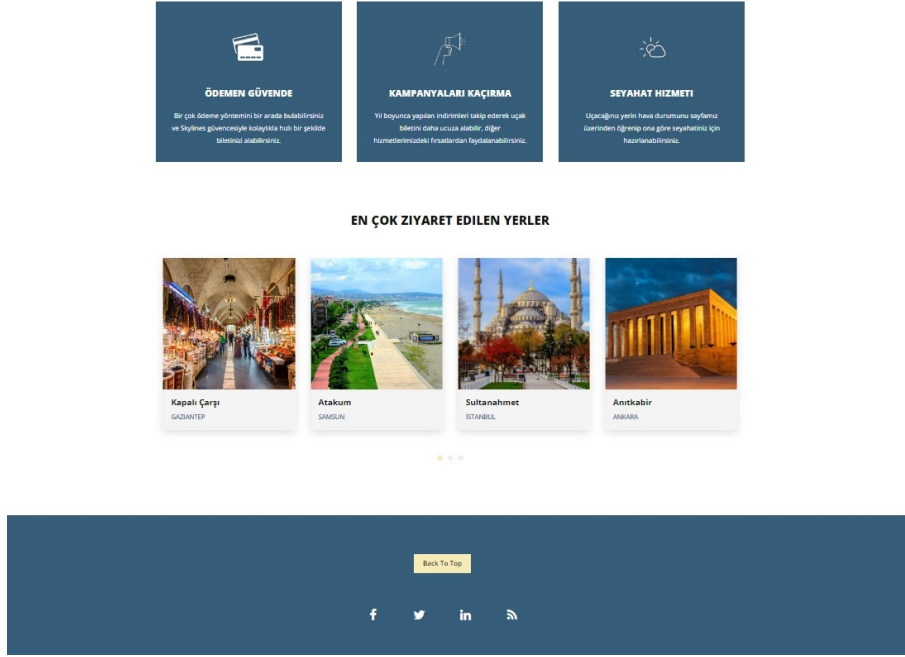 ÖDEMEN GÜVENDE
Bir çok ödeme yöntemini bir arada bulabilirsiniz
ve Skylines güvencesiyle kolaylıkla hızlı bir şekilde
biletinizi alabilirsiniz.
KAMPANYALARI KAÇIRMA
Yıl boyunca yapılan indirimleri takip ederek uçak
biletini daha ucuza alabilir, diğer
hizmetlerimizdeki fırsatlardan faydalanabilirsiniz.
SEYAHAT HIZMETI
Uçacağınız yerin hava durumunu sayfamız
üzerinden öğrenip ona göre seyahatiniz için
hazırlanabilirsiniz.
EN ÇOK ZIYARET EDILEN YERLER
Kapalı Çarşı
GAZIANTEP
Atakum
SAMSUN
Sultanahmet
İSTANBUL
Anıtkabir
ANKARA
Back To Top